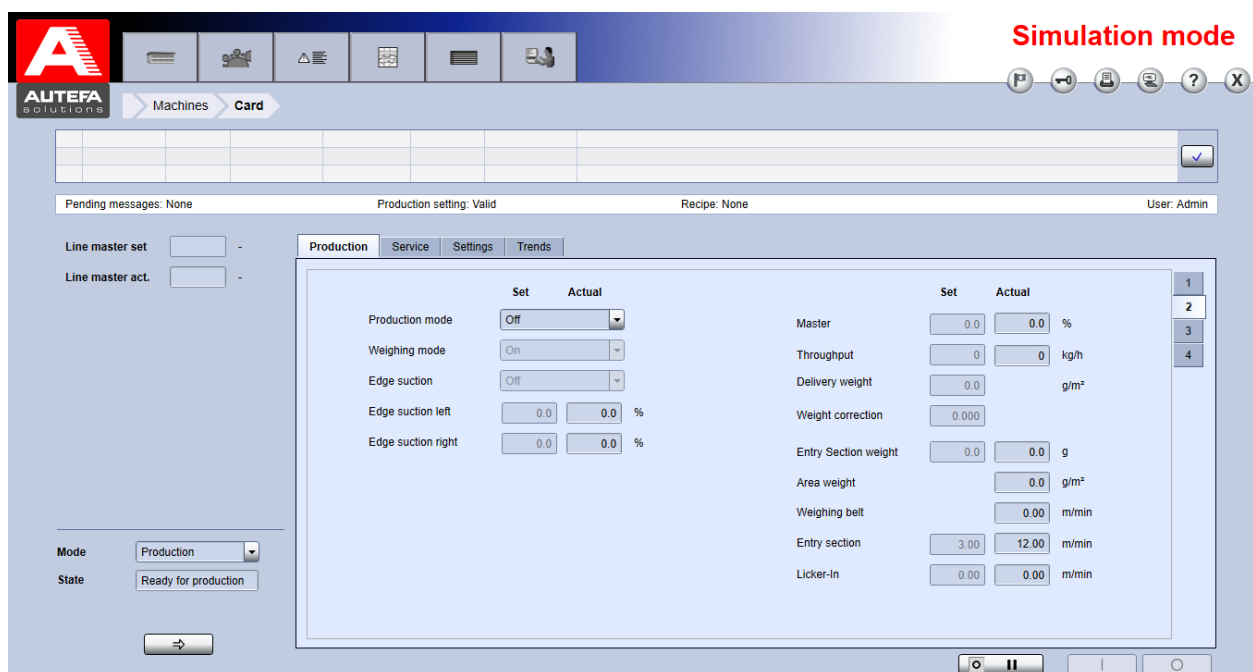 Simulation mode
AUTEFA
solutions
Machines Card
? X
Pending messages: None Production setting: Valid Recipe: None User: Admin
Line master set -
Line master act. -
Production Service Settings Trends
Set Actual
Production mode Off
Weighing mode On
Edge suction Off
Edge suction left 0.0 0.0 %
Edge suction right 0.0 0.0 %
Set Actual
Master 0.0 0.0 %
Throughput 0 0 kg/h
Delivery weight 0.0 g/m²
Weight correction 0.000
Entry Section weight 0.0 0.0 g
Area weight 0.0 g/m²
Weighing belt 0.00 m/min
Entry section 3.00 12.00 m/min
Licker-In 0.00 0.00 m/min
1
2
3
4
Mode Production
State Ready for production